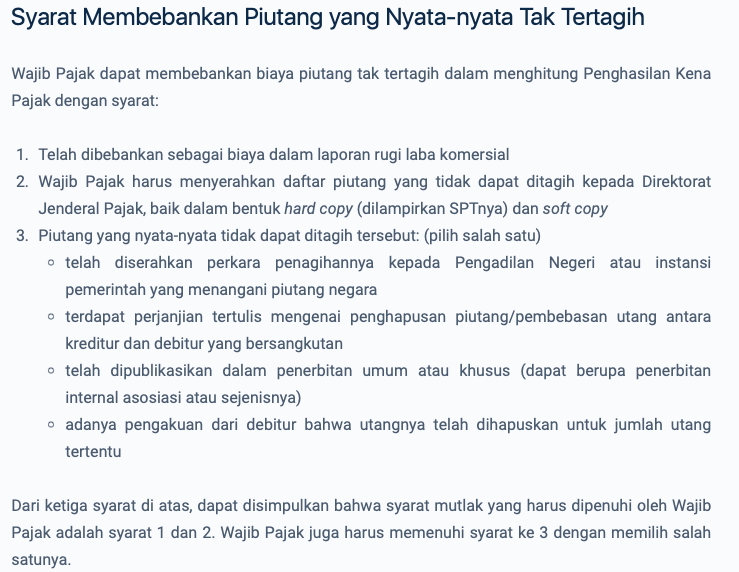 Syarat Membebankan Piutang yang Nyata-nyata Tak Tertagih
Wajib Pajak dapat membebankan biaya piutang tak tertagih dalam menghitung Penghasilan Kena
Pajak dengan syarat:
1. Telah dibebankan sebagai biaya dalam laporan rugi laba komersial
2. Wajib Pajak harus menyerahkan daftar piutang yang tidak dapat ditagih kepada Direktorat
Jenderal Pajak, baik dalam bentuk hard copy (dilampirkan SPTnya) dan soft copy
3. Piutang yang nyata-nyata tidak dapat ditagih tersebut: (pilih salah satu)
◦ telah diserahkan perkara penagihannya kepada Pengadilan Negeri atau instansi
pemerintah yang menangani piutang negara
◦ terdapat perjanjian tertulis mengenai penghapusan piutang/pembebasan utang antara
kreditur dan debitur yang bersangkutan
◦ telah dipublikasikan dalam penerbitan umum atau khusus (dapat berupa penerbitan
internal asosiasi atau sejenisnya)
◦ adanya pengakuan dari debitur bahwa utangnya telah dihapuskan untuk jumlah utang
tertentu
Dari ketiga syarat di atas, dapat disimpulkan bahwa syarat mutlak yang harus dipenuhi oleh Wajib
Pajak adalah syarat 1 dan 2. Wajib Pajak juga harus memenuhi syarat ke 3 dengan memilih salah
satunya.